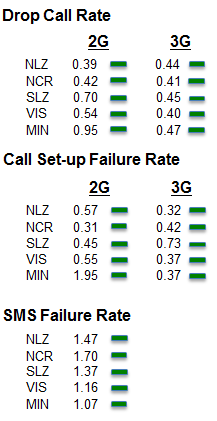 Drop Call Rate
2G 3G
NLZ 0.39 0.44
NCR 0.42 0.41
SLZ 0.70 0.45
VIS 0.54 0.40
MIN 0.95 0.47
Call Set-up Failure Rate
2G 3G
NLZ 0.57 0.32
NCR 0.31 0.42
SLZ 0.45 0.73
VIS 0.55 0.37
MIN 1.95 0.37
SMS Failure Rate
NLZ 1.47
NCR 1.70
SLZ 1.37
VIS 1.16
MIN 1.07